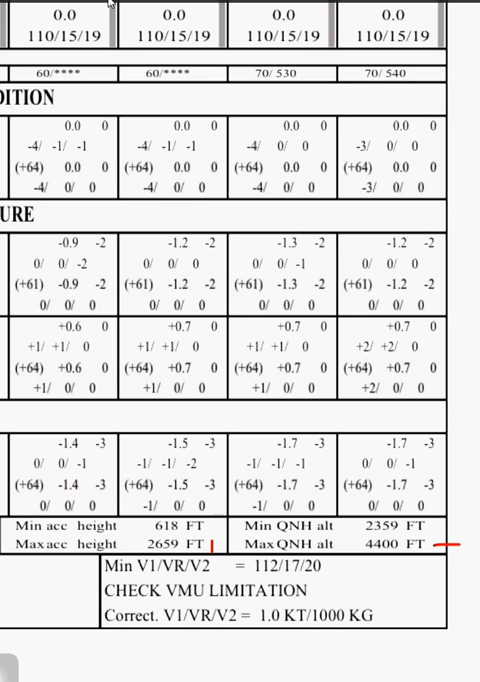 0.0 0.0 0.0 0.0
110/15/19 110/15/19 110/15/19 110/15/19
60/**** 60/**** 70/ 530 70/ 540
DITION
0.0 0 0.0 0 0.0 0 0.0 0
-4/ -1/ -1 -4/ -1/ -1 -4/ 0/ 0 -3/ 0/ 0
(+64) 0.0 0 (+64) 0.0 0 (+64) 0.0 0 (+64) 0.0 0
-4/ 0/ 0 -4/ 0/ 0 -4/ 0/ 0 -3/ 0/ 0
URE
-0.9 -2 -1.2 -2 -1.3 -2 -1.2 -2
0/ 0/ -2 0/ 0/ 0 0/ 0/ -1 0/ 0/ 0
(+61) -0.9 -2 (+61) -1.2 -2 (+61) -1.3 -2 (+61) -1.2 -2
0/ 0/ 0 0/ 0/ 0 0/ 0/ 0 0/ 0/ 0
+0.6 0 +0.7 0 +0.7 0 +0.7 0
+1/ +1/ 0 +1/ +1/ 0 +1/ +1/ 0 +2/ +2/ 0
(+64) +0.6 0 (+64) +0.7 0 (+64) +0.7 0 (+64) +0.7 0
+1/ 0/ 0 +1/ 0/ 0 +1/ 0/ 0 +2/ 0/ 0
-1.4 -3 -1.5 -3 -1.7 -3 -1.7 -3
0/ 0/ -1 -1/ -1/ -2 -1/ -1/ -1 0/ 0/ -1
(+64) -1.4 -3 (+64) -1.5 -3 (+64) -1.7 -3 (+64) -1.7 -3
0/ 0/ 0 -1/ 0/ 0 -1/ 0/ 0 0/ 0/ 0
Min acc height 618 FT Min QNH alt 2359 FT
Max acc height 2659 FT Max QNH alt 4400 FT
Min V1/VR/V2 = 112/17/20
CHECK VMU LIMITATION
Correct. V1/VR/V2 = 1.0 KT/1000 KG